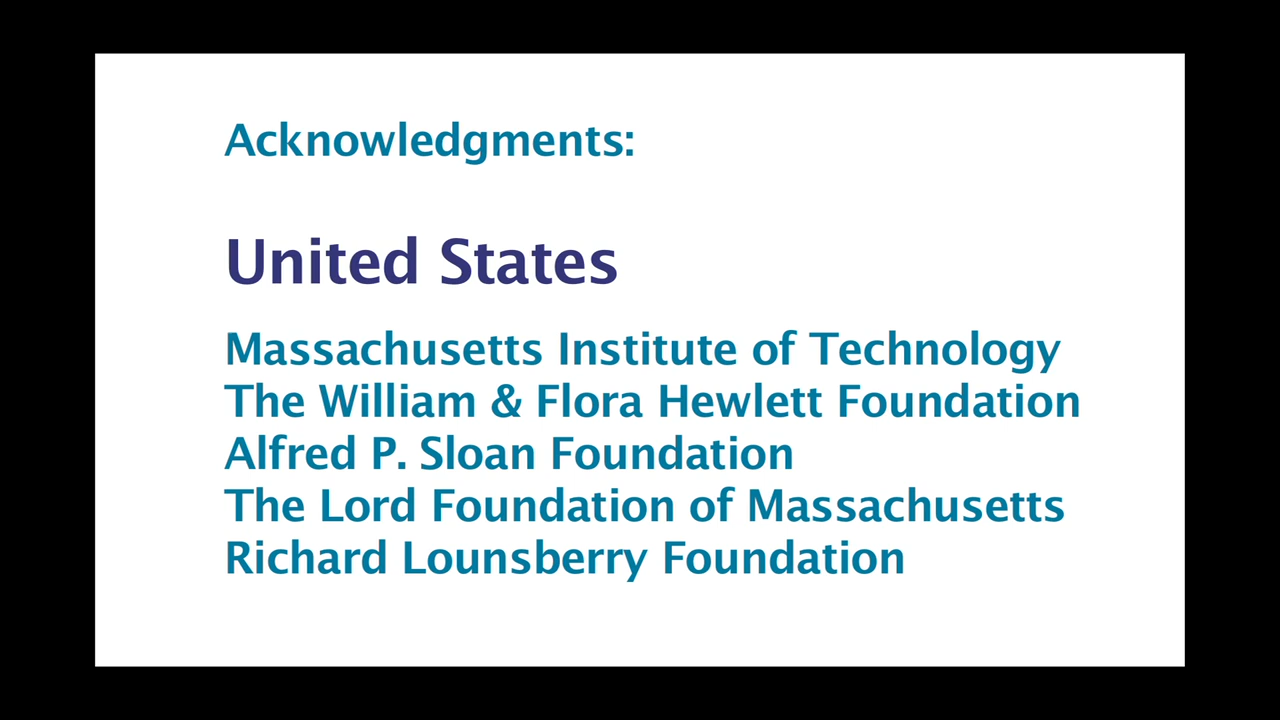 Acknowledgments:
United States
Massachusetts Institute of Technology
The William & Flora Hewlett Foundation
Alfred P. Sloan Foundation
The Lord Foundation of Massachusetts
Richard Lounsberry Foundation